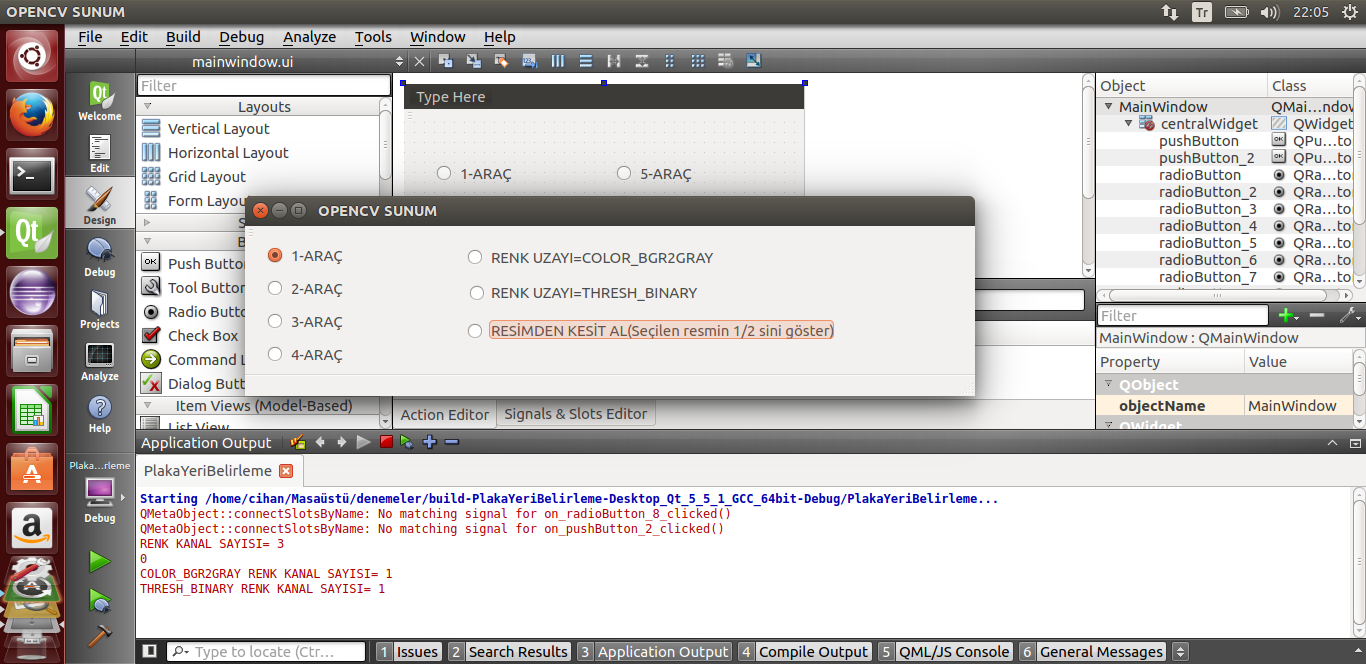 OPENCV SUNUM
Tr
22:05
File Edit Build Debug Analyze Tools Window Help
mainwindow.ui
Welcome
Edit
Design
Debug
Projects
Analyze
Help
Plaka...rleme
Debug
Filter
Layouts
Vertical Layout
Horizontal Layout
Grid Layout
Form Layou
Push Butto
Tool Butto
Radio Butto
Check Box
Command L
Dialog Butt
Item Views (Model-Based)
List View
Type Here
1-ARAÇ
5-ARAÇ
OPENCV SUNUM
1-ARAÇ
2-ARAÇ
3-ARAÇ
4-ARAÇ
RENK UZAYI=COLOR_BGR2GRAY
RENK UZAYI=THRESH_BINARY
RESİMDEN KESİT AL(Seçilen resmin 1/2 sini göster)
Action Editor
Signals & Slots Editor
Object Class
MainWindow QMai...ndow
centralWidget QWidget
pushButton QPu...to
pushButton_2 QPu...to
radioButton QRa...to
radioButton_2 QRa...to
radioButton_3 QRa...to
radioButton_4 QRa...to
radioButton_5 QRa...to
radioButton_6 QRa...to
radioButton_7 QRa...to
Filter
MainWindow : QMainWindow
Property Value
QObject
objectName MainWindow
QWidget
Application Output
PlakaYeriBelirleme
Starting /home/cihan/Masaüstü/denemeler/build-PlakaYeriBelirleme-Desktop_Qt_5_5_1_GCC_64bit-Debug/PlakaYeriBelirleme...
QMetaObject::connectSlotsByName: No matching signal for on_radioButton_8_clicked()
QMetaObject::connectSlotsByName: No matching signal for on_pushButton_2_clicked()
RENK KANAL SAYISI= 3
0
COLOR_BGR2GRAY RENK KANAL SAYISI= 1
THRESH_BINARY RENK KANAL SAYISI= 1
Type to locate (Ctr...
1 Issues
2 Search Results
3 Application Output
4 Compile Output
5 QML/JS Console
6 General Messages